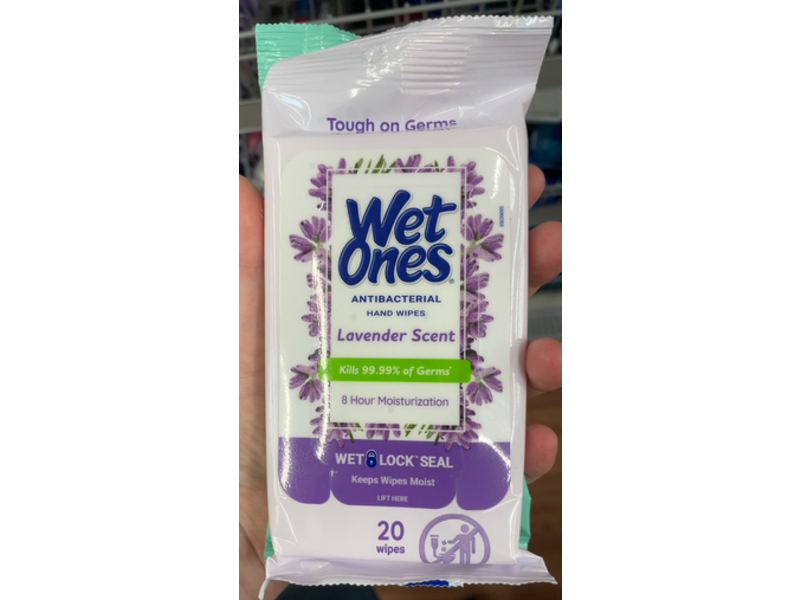 Tough on Germs
Wet
Ones®
ANTIBACTERIAL
HAND WIPES
Lavender Scent
Kills 99.99% of Germs*
8 Hour Moisturization
WET LOCK™ SEAL
Keeps Wipes Moist
LIFT HERE
20
wipes